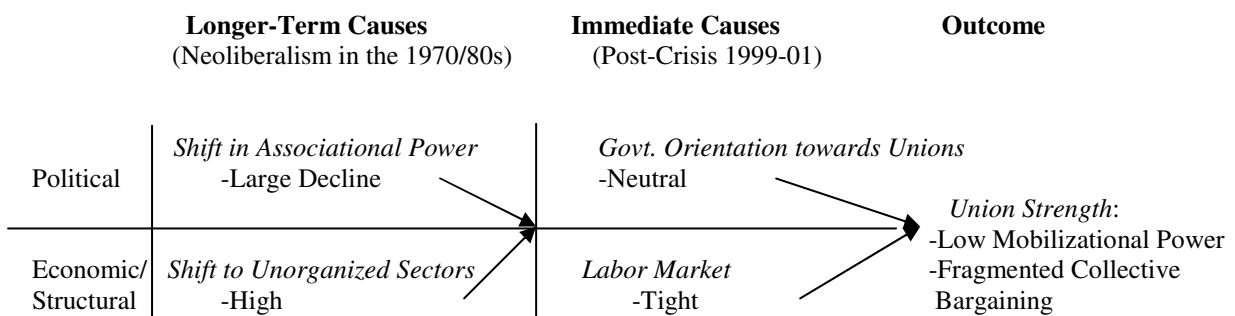 Longer-Term Causes Immediate Causes Outcome
(Neoliberalism in the 1970/80s) (Post-Crisis 1999-01)
Shift in Associational Power Govt. Orientation towards Unions
Political -Large Decline -Neutral
Union Strength:
-Low Mobilizational Power
Economic/ Shift to Unorganized Sectors Labor Market -Fragmented Collective
Structural -High -Tight Bargaining